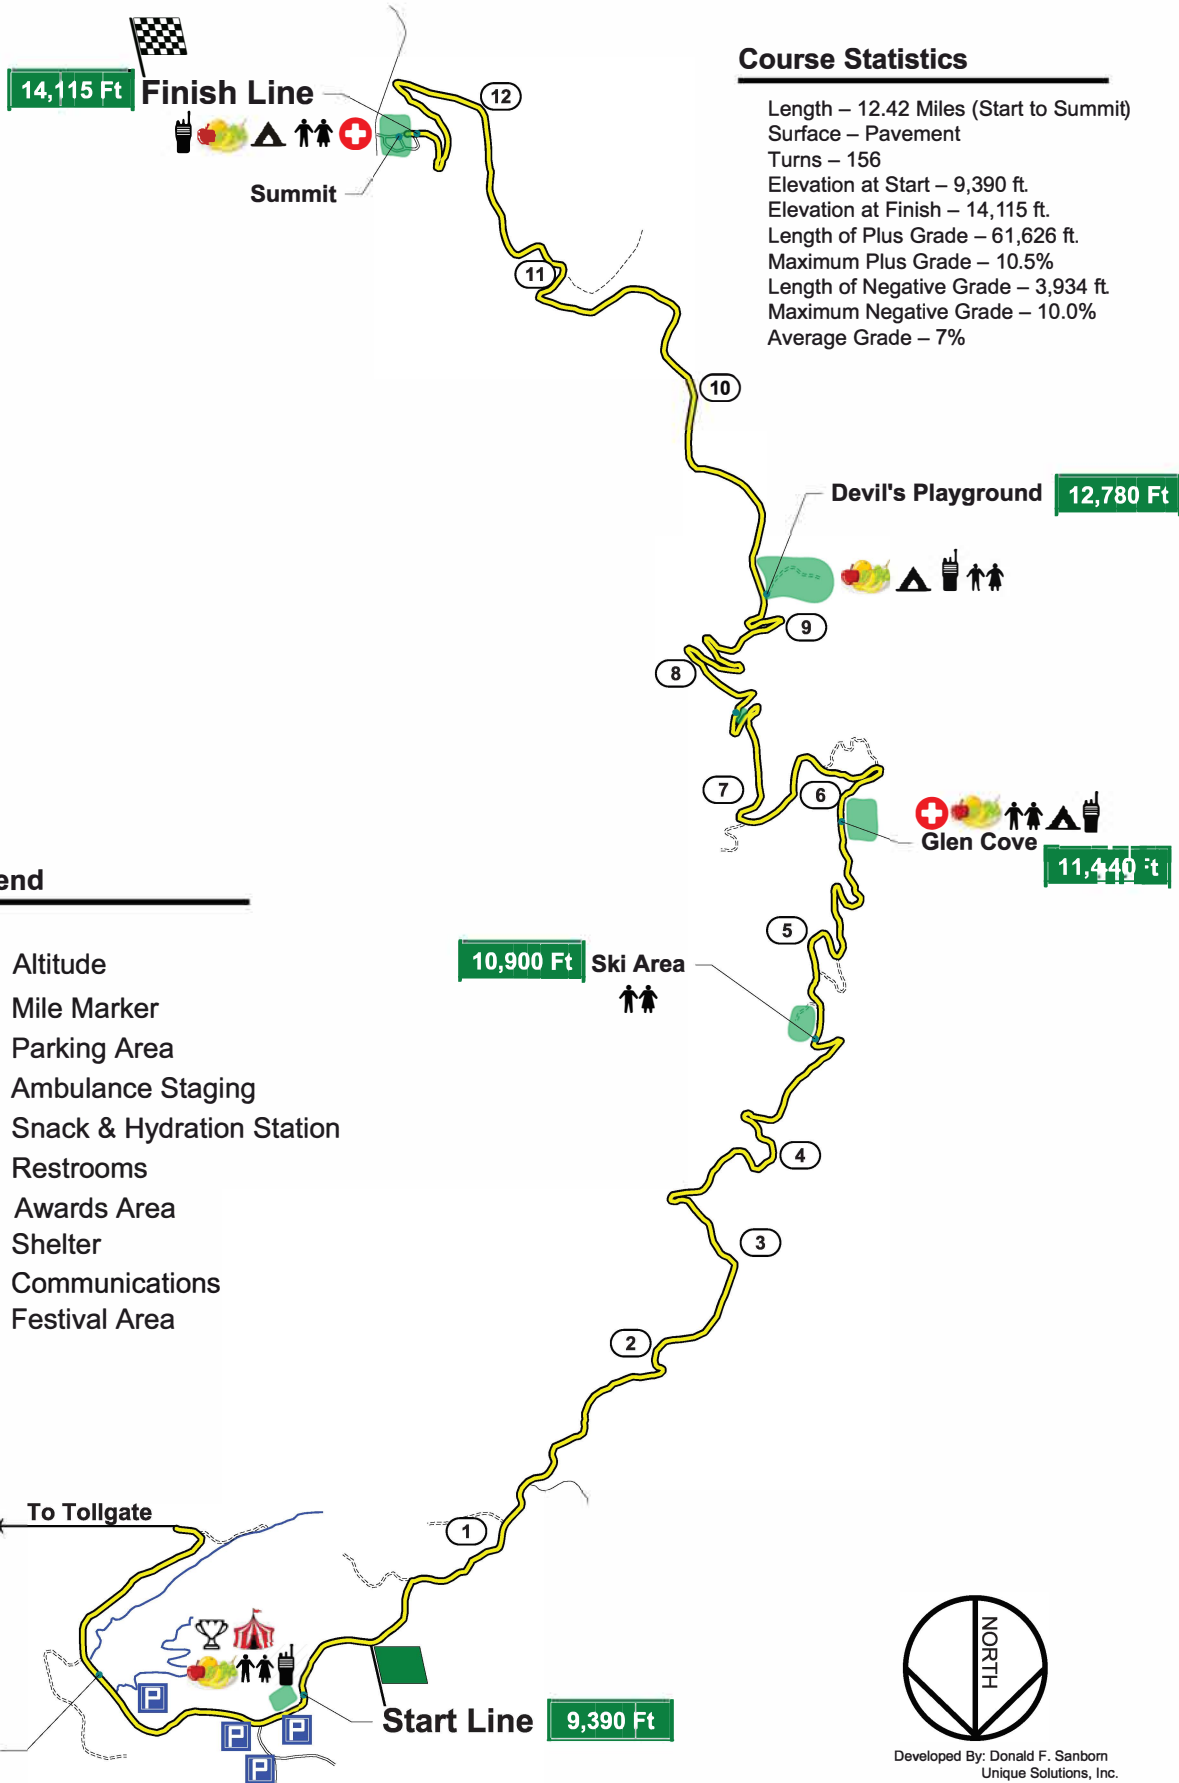 14,115 Ft
Finish Line
Summit
Course Statistics
Length – 12.42 Miles (Start to Summit)
Surface – Pavement
Turns – 156
Elevation at Start – 9,390 ft.
Elevation at Finish – 14,115 ft.
Length of Plus Grade – 61,626 ft.
Maximum Plus Grade – 10.5%
Length of Negative Grade – 3,934 ft.
Maximum Negative Grade – 10.0%
Average Grade – 7%
12
11
10
Devil's Playground
12,780 Ft
9
8
7
6
Glen Cove
11,440 Ft
end
Altitude
Mile Marker
Parking Area
Ambulance Staging
Snack & Hydration Station
Restrooms
Awards Area
Shelter
Communications
Festival Area
5
10,900 Ft
Ski Area
4
3
2
1
To Tollgate
P
P
P
P
Start Line
9,390 Ft
NORTH
Developed By: Donald F. Sanborn
Unique Solutions, Inc.